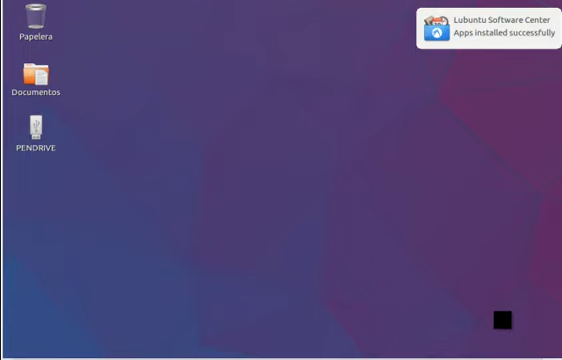 Papelera
Documentos
PENDRIVE
Lubuntu Software Center
Apps installed successfully